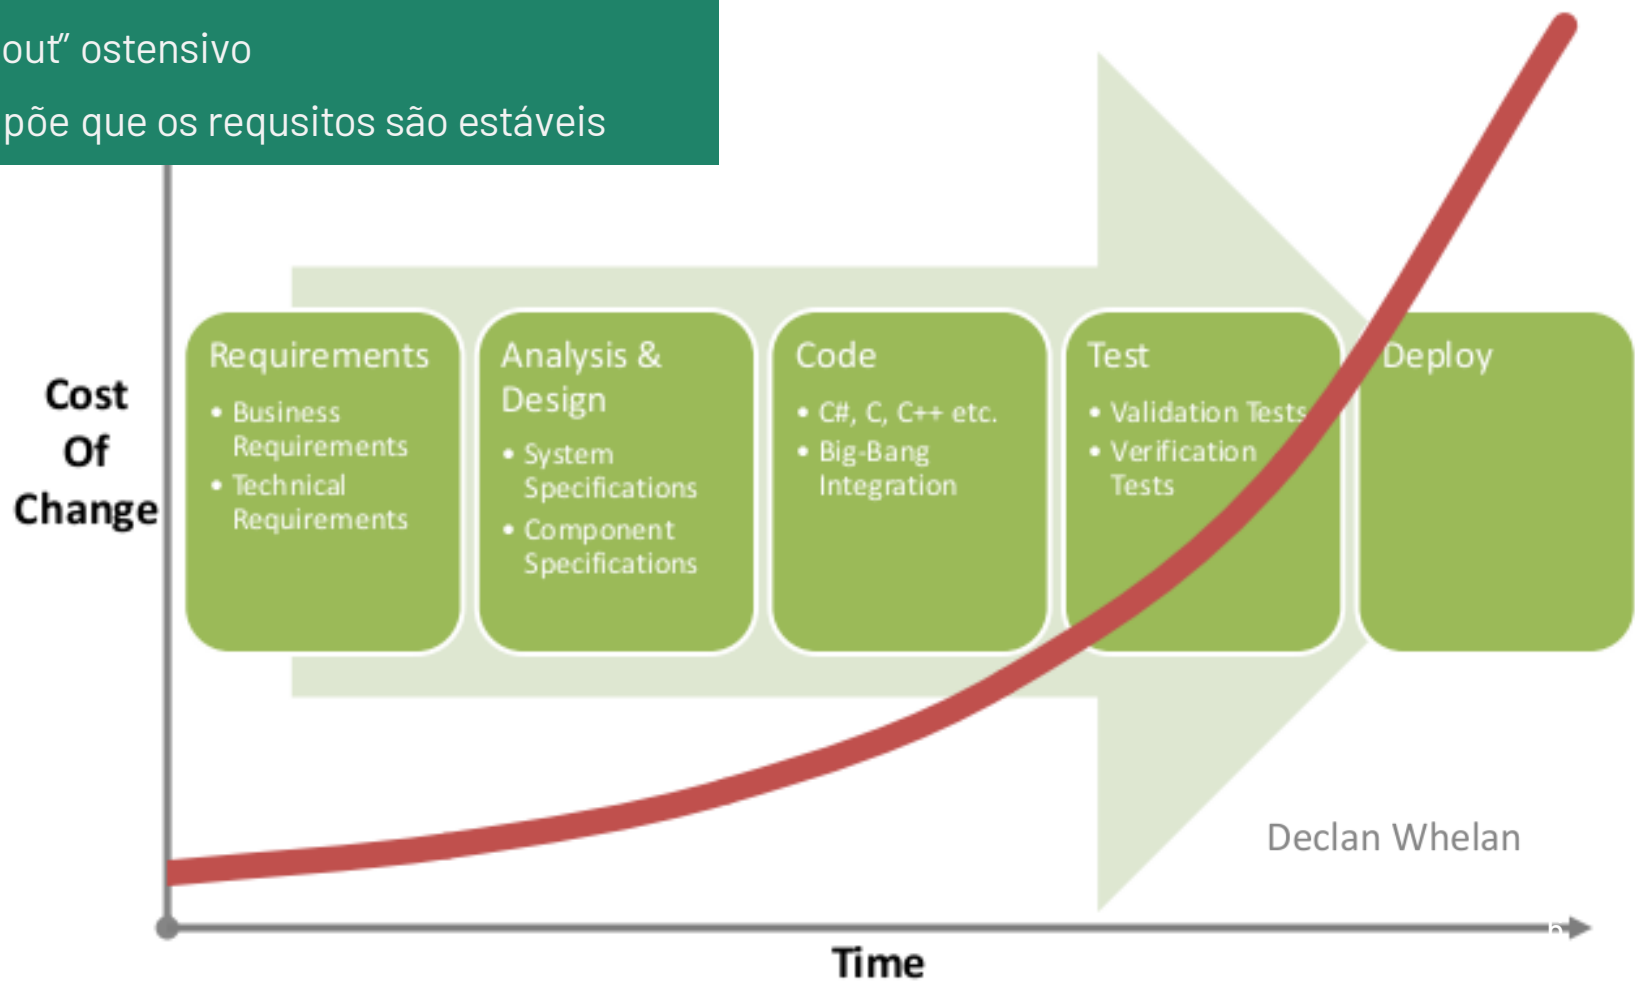 out” ostensivo
põe que os requsitos são estáveis
Cost
Of
Change
Requirements
• Business
Requirements
• Technical
Requirements
Analysis &
Design
• System
Specifications
• Component
Specifications
Code
• C#, C, C++ etc.
• Big-Bang
Integration
Test
• Validation Tests
• Verification
Tests
Deploy
Declan Whelan
Time